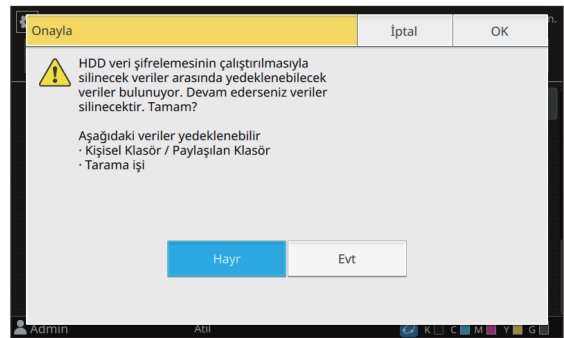 Onayla
İptal
OK
n.
HDD veri şifrelemesinin çalıştırılmasıyla
silinecek veriler arasında yedeklenebilecek
veriler bulunuyor. Devam ederseniz veriler
silinecektir. Tamam?
Aşağıdaki veriler yedeklenebilir
· Kişisel Klasör / Paylaşılan Klasör
· Tarama işi
Hayr
Evt
Admin
Atıl
K C M Y G